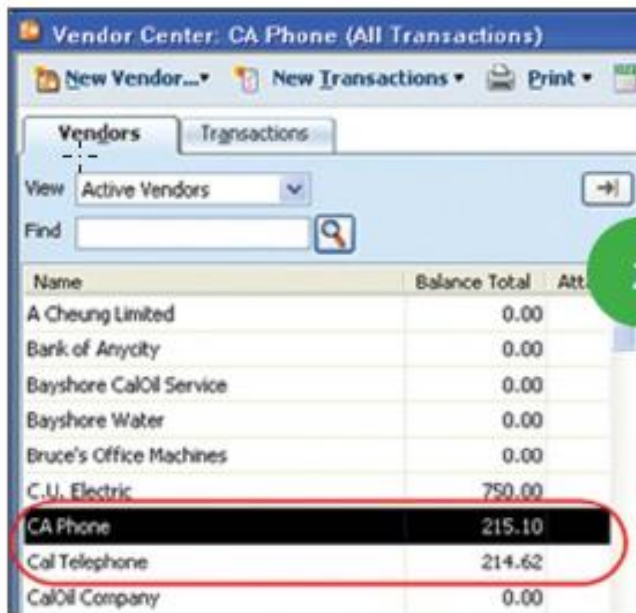 Vendor Center: CA Phone (All Transactions)
New Vendor... New Transactions Print
Vendors Transactions
View Active Vendors
Find
Name Balance Total Att
A Cheung Limited 0.00
Bank of Anycity 0.00
Bayshore CalOil Service 0.00
Bayshore Water 0.00
Bruce's Office Machines 0.00
C.U. Electric 750.00
CA Phone 215.10
Cal Telephone 214.62
CalOil Company 0.00